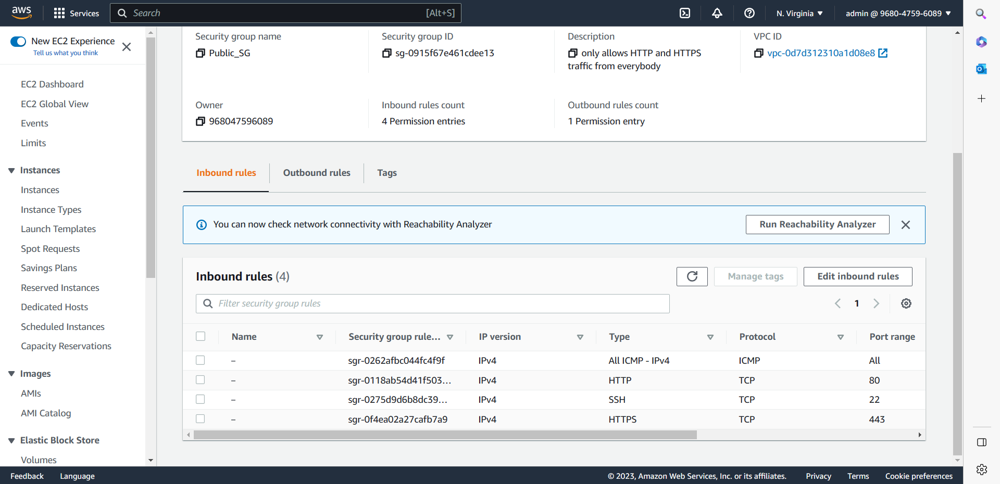 aws
Services
Search
[Alt+S]
N. Virginia
admin @ 9680-4759-6089
New EC2 Experience
Tell us what you think
EC2 Dashboard
EC2 Global View
Events
Limits
Instances
Instances
Instance Types
Launch Templates
Spot Requests
Savings Plans
Reserved Instances
Dedicated Hosts
Scheduled Instances
Capacity Reservations
Images
AMIs
AMI Catalog
Elastic Block Store
Volumes
Security group name
Public_SG
Security group ID
sg-0915f67e461cdee13
Description
only allows HTTP and HTTPS
traffic from everybody
VPC ID
vpc-0d7d312310a1d08e8
Owner
968047596089
Inbound rules count
4 Permission entries
Outbound rules count
1 Permission entry
Inbound rules
Outbound rules
Tags
You can now check network connectivity with Reachability Analyzer
Run Reachability Analyzer
Inbound rules (4)
Manage tags
Edit inbound rules
Filter security group rules
1
Name Security group rule... IP version Type Protocol Port range
– sgr-0262afbc044fc4f9f IPv4 All ICMP - IPv4 ICMP All
– sgr-0118ab54d41f503... IPv4 HTTP TCP 80
– sgr-0275d9d6b8dc39... IPv4 SSH TCP 22
– sgr-0f4ea02a27cafb7a9 IPv4 HTTPS TCP 443
Feedback
Language
© 2023, Amazon Web Services, Inc. or its affiliates.
Privacy
Terms
Cookie preferences